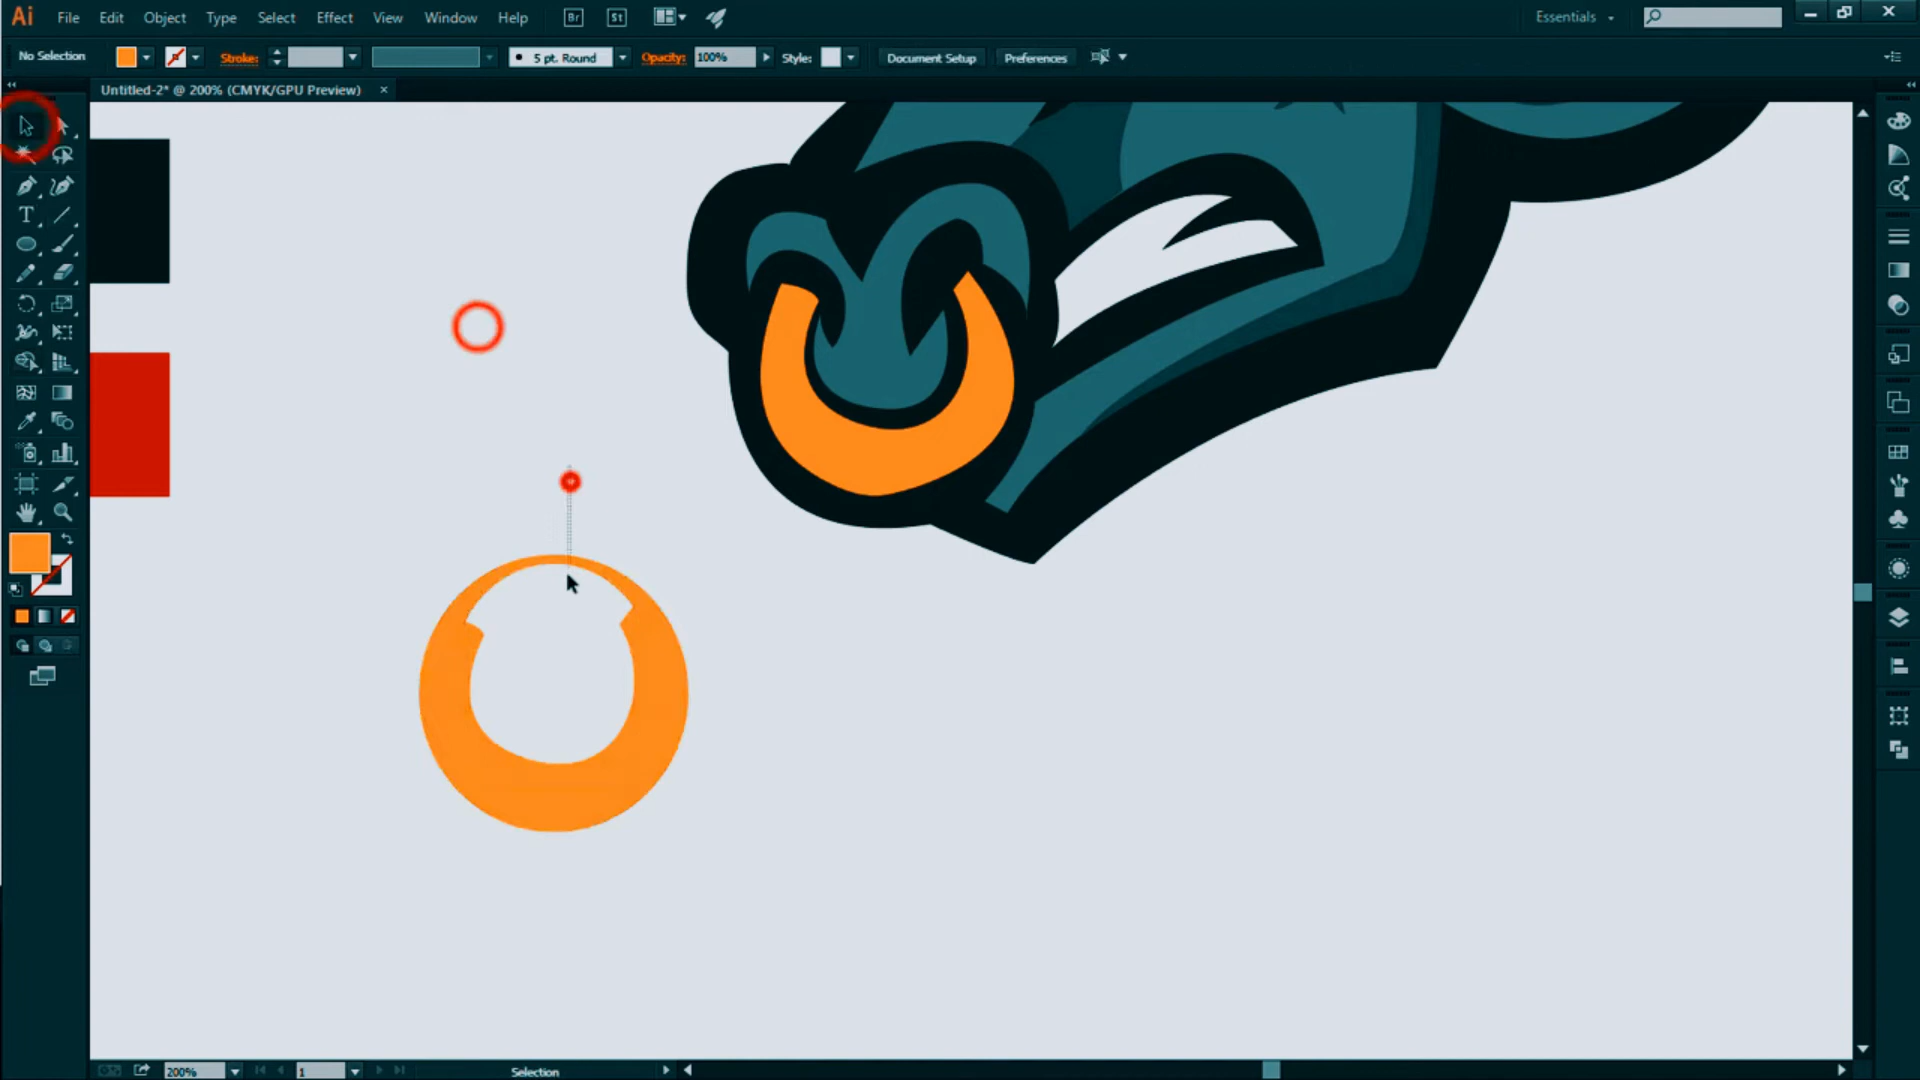 Ai File Edit Object Type Select Effect View Window Help Br St Essentials
No Selection Stroke: 5 pt. Round Opacity: 100% Style: Document Setup Preferences
Untitled-2* @ 200% (CMYK/GPU Preview) ×
T
200% 1 Selection